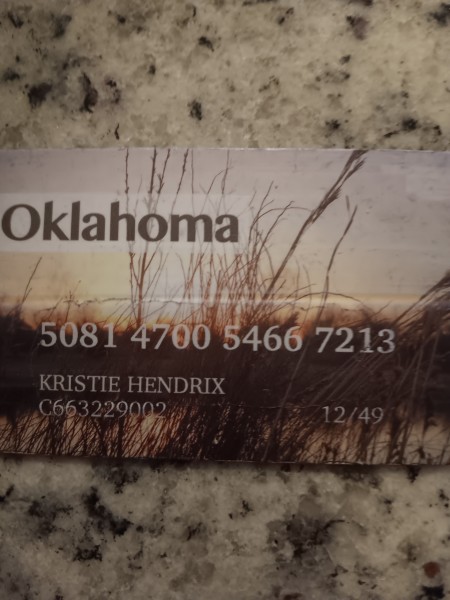 Oklahoma
5081 4700 5466 7213
KRISTIE HENDRIX
C663229002 12/49